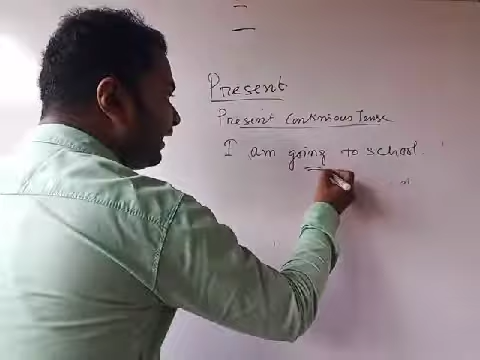 Present
Present Continuous Tense
I am going to school.